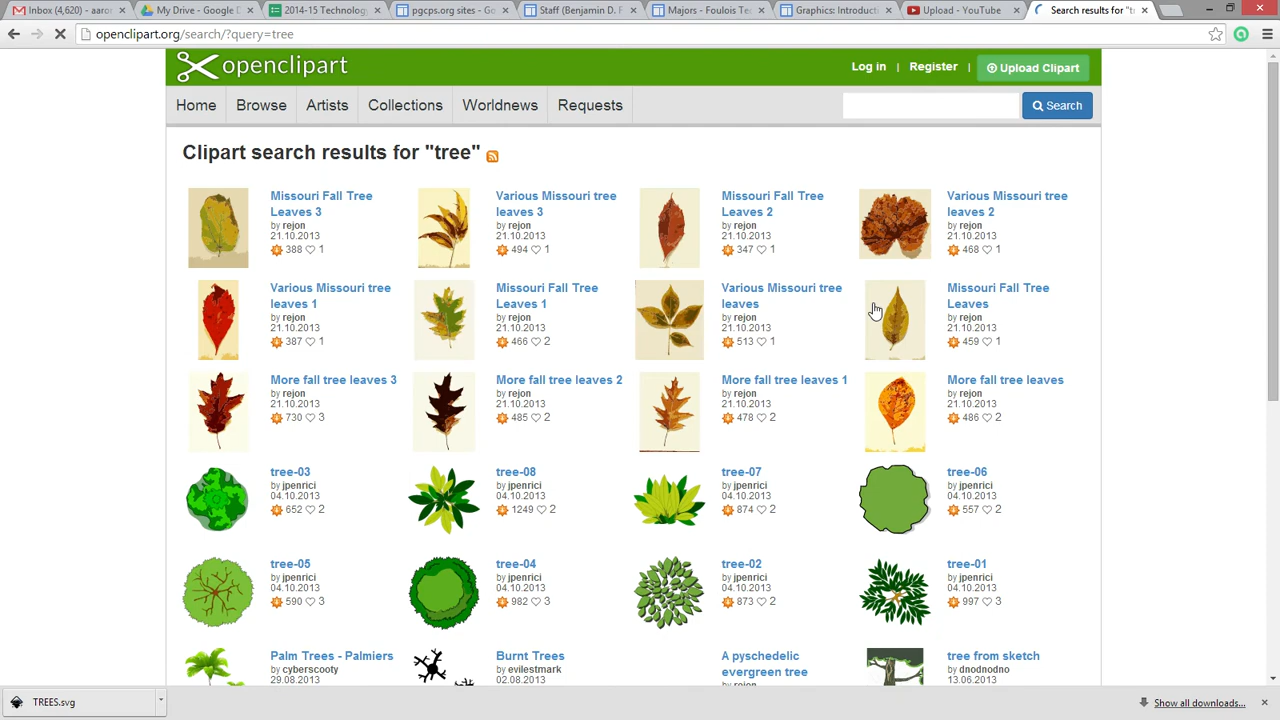 Inbox (4,620) - aaron
My Drive - Google D
2014-15 Technology
pgcps.org sites - Go
Staff (Benjamin D. F
Majors - Foulois Tec
Graphics: Introducti
Upload - YouTube
Search results for "tr
openclipart.org/search/?query=tree
openclipart
Log in | Register | Upload Clipart
Home Browse Artists Collections Worldnews Requests Search
Clipart search results for "tree"
Missouri Fall Tree
Leaves 3
by rejon
21.10.2013
388 1
Various Missouri tree
leaves 3
by rejon
21.10.2013
494 1
Missouri Fall Tree
Leaves 2
by rejon
21.10.2013
347 1
Various Missouri tree
leaves 2
by rejon
21.10.2013
468 1
Various Missouri tree
leaves 1
by rejon
21.10.2013
387 1
Missouri Fall Tree
Leaves 1
by rejon
21.10.2013
466 2
Various Missouri tree
leaves
by rejon
21.10.2013
513 1
Missouri Fall Tree
Leaves
by rejon
21.10.2013
459 1
More fall tree leaves 3
by rejon
21.10.2013
730 3
More fall tree leaves 2
by rejon
21.10.2013
485 2
More fall tree leaves 1
by rejon
21.10.2013
478 2
More fall tree leaves
by rejon
21.10.2013
486 2
tree-03
by jpenrici
04.10.2013
652 2
tree-08
by jpenrici
04.10.2013
1249 2
tree-07
by jpenrici
04.10.2013
874 2
tree-06
by jpenrici
04.10.2013
557 2
tree-05
by jpenrici
04.10.2013
590 3
tree-04
by jpenrici
04.10.2013
982 3
tree-02
by jpenrici
04.10.2013
873 2
tree-01
by jpenrici
04.10.2013
997 3
Palm Trees - Palmiers
by cyberscooty
29.08.2013
Burnt Trees
by evilestmark
02.08.2013
A pyschedelic
evergreen tree
by rejon
tree from sketch
by dnodnodno
13.06.2013
TREES.svg
Show all downloads...